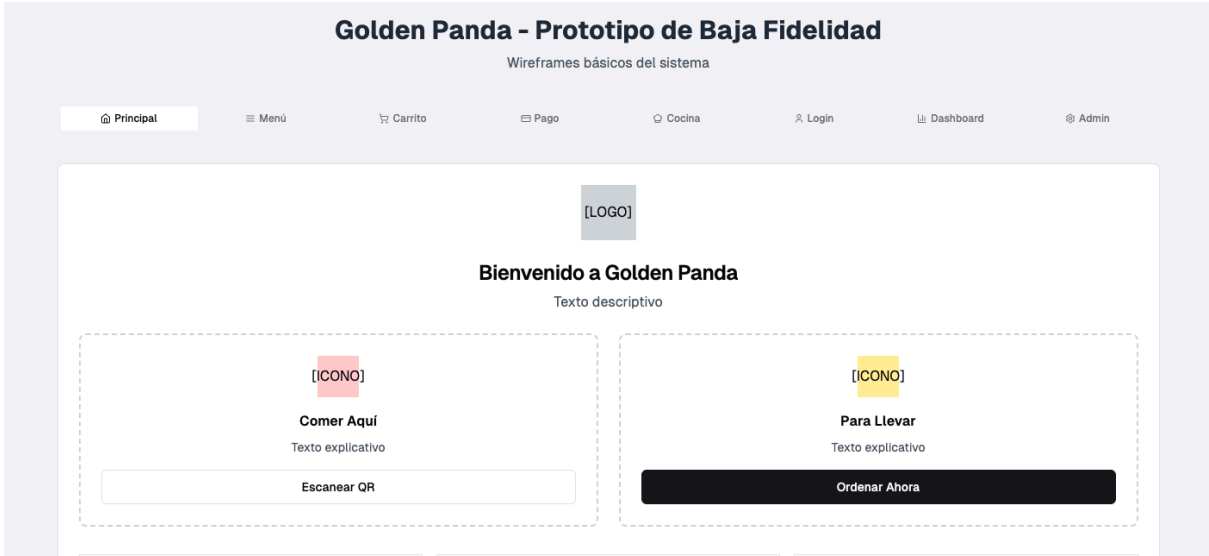 Golden Panda - Prototipo de Baja Fidelidad
Wireframes básicos del sistema
Principal Menú Carrito Pago Cocina Login Dashboard Admin
[LOGO]
Bienvenido a Golden Panda
Texto descriptivo
[ICONO]
Comer Aquí
Texto explicativo
Escanear QR
[ICONO]
Para Llevar
Texto explicativo
Ordenar Ahora